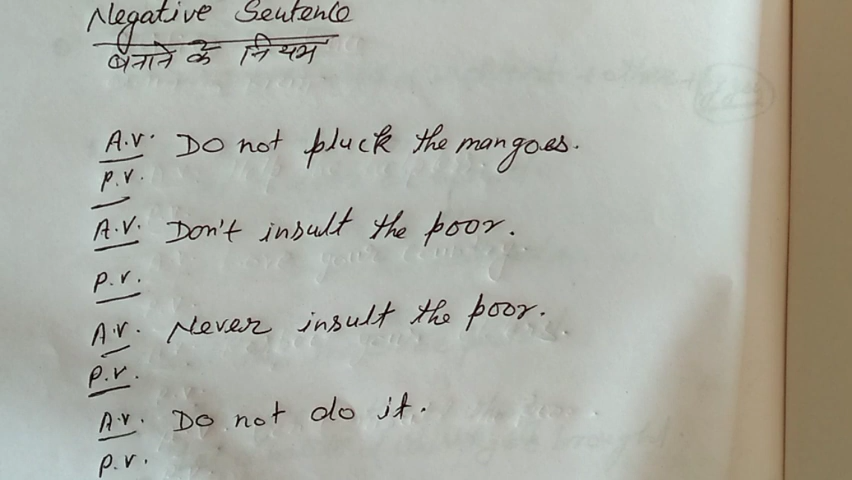 Negative Sentence
बनाने के नियम
A.V. Do not pluck the mangoes.
P.V.
A.V. Don't insult the poor.
P.V.
A.V. Never insult the poor.
P.V.
A.V. Do not do it.
P.V.